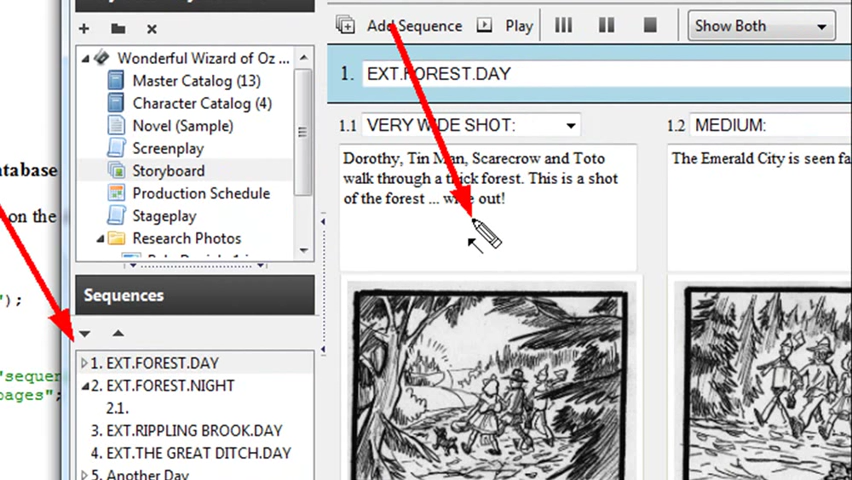 Add Sequence Play Show Both
Wonderful Wizard of Oz ...
Master Catalog (13)
Character Catalog (4)
Novel (Sample)
Screenplay
Storyboard
Production Schedule
Stageplay
Research Photos
1. EXT.FOREST.DAY
1.1 VERY WIDE SHOT:
Dorothy, Tin Man, Scarecrow and Toto
walk through a thick forest. This is a shot
of the forest ... wide out!
1.2 MEDIUM:
The Emerald City is seen fa
Sequences
1. EXT.FOREST.DAY
2. EXT.FOREST.NIGHT
2.1.
3. EXT.RIPPLING BROOK.DAY
4. EXT.THE GREAT DITCH.DAY
5. Another Day
atabase
on the
");
"sequen
pages";